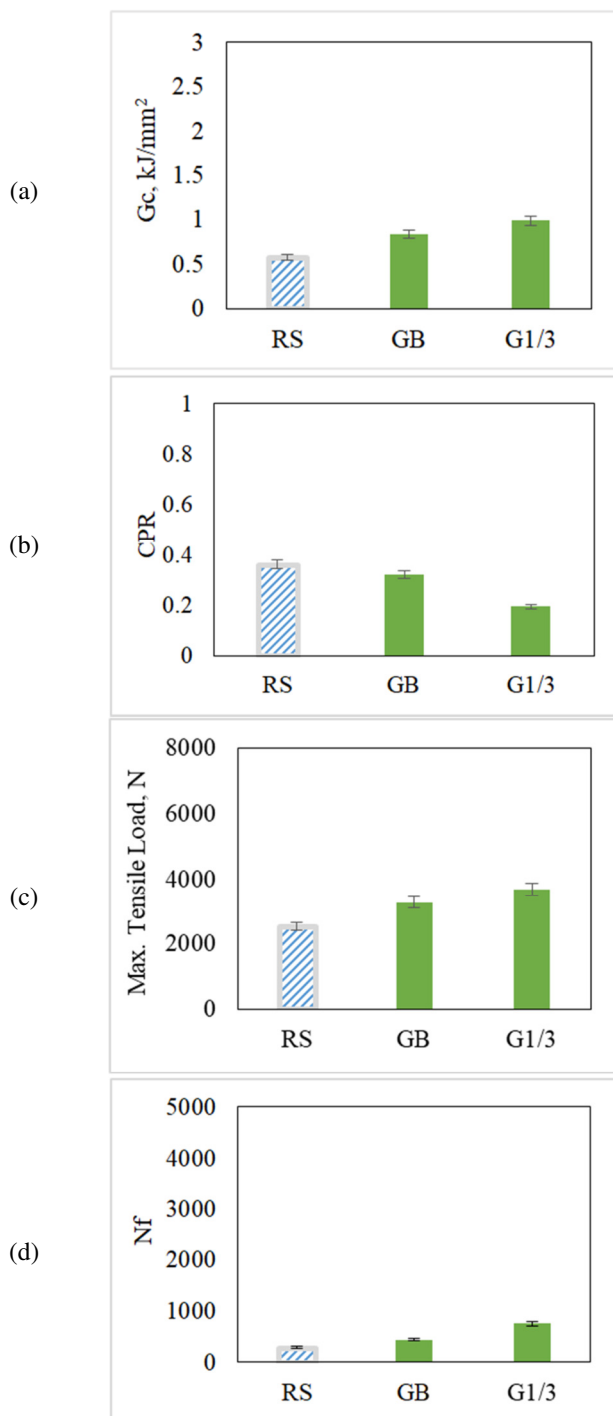 (a)
Gc, kJ/mm²
3
2.5
2
1.5
1
0.5
0
RS GB G1/3
(b)
CPR
1
0.8
0.6
0.4
0.2
0
RS GB G1/3
(c)
Max. Tensile Load, N
8000
6000
4000
2000
0
RS GB G1/3
(d)
Nf
5000
4000
3000
2000
1000
0
RS GB G1/3